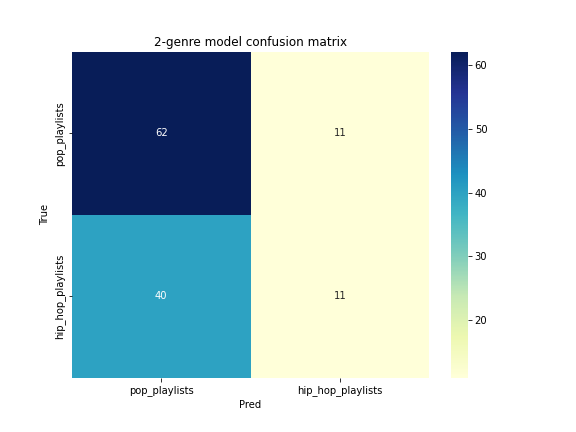 2-genre model confusion matrix
pop_playlists
hip_hop_playlists
True
62
11
40
11
pop_playlists
hip_hop_playlists
Pred
60
50
40
30
20